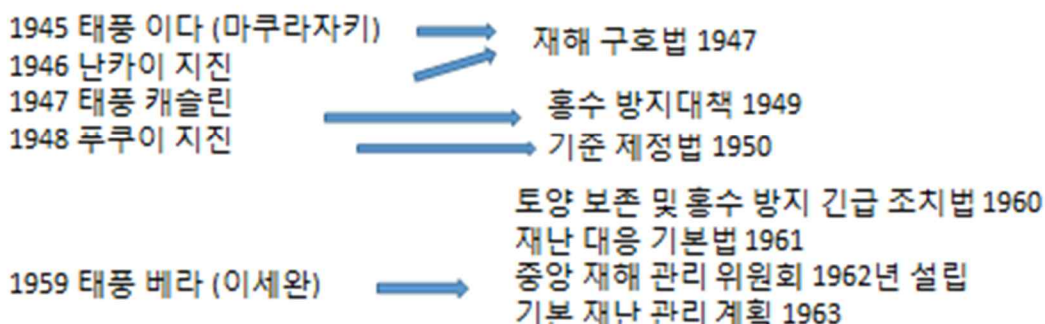 1945 태풍 이다 (마쿠라자키)
1946 난카이 지진
1947 태풍 캐슬린
1948 푸쿠이 지진
재해 구호법 1947
홍수 방지대책 1949
기준 제정법 1950
토양 보존 및 홍수 방지 긴급 조치법 1960
재난 대응 기본법 1961
1959 태풍 베라 (이세완)
중앙 재해 관리 위원회 1962년 설립
기본 재난 관리 계획 1963